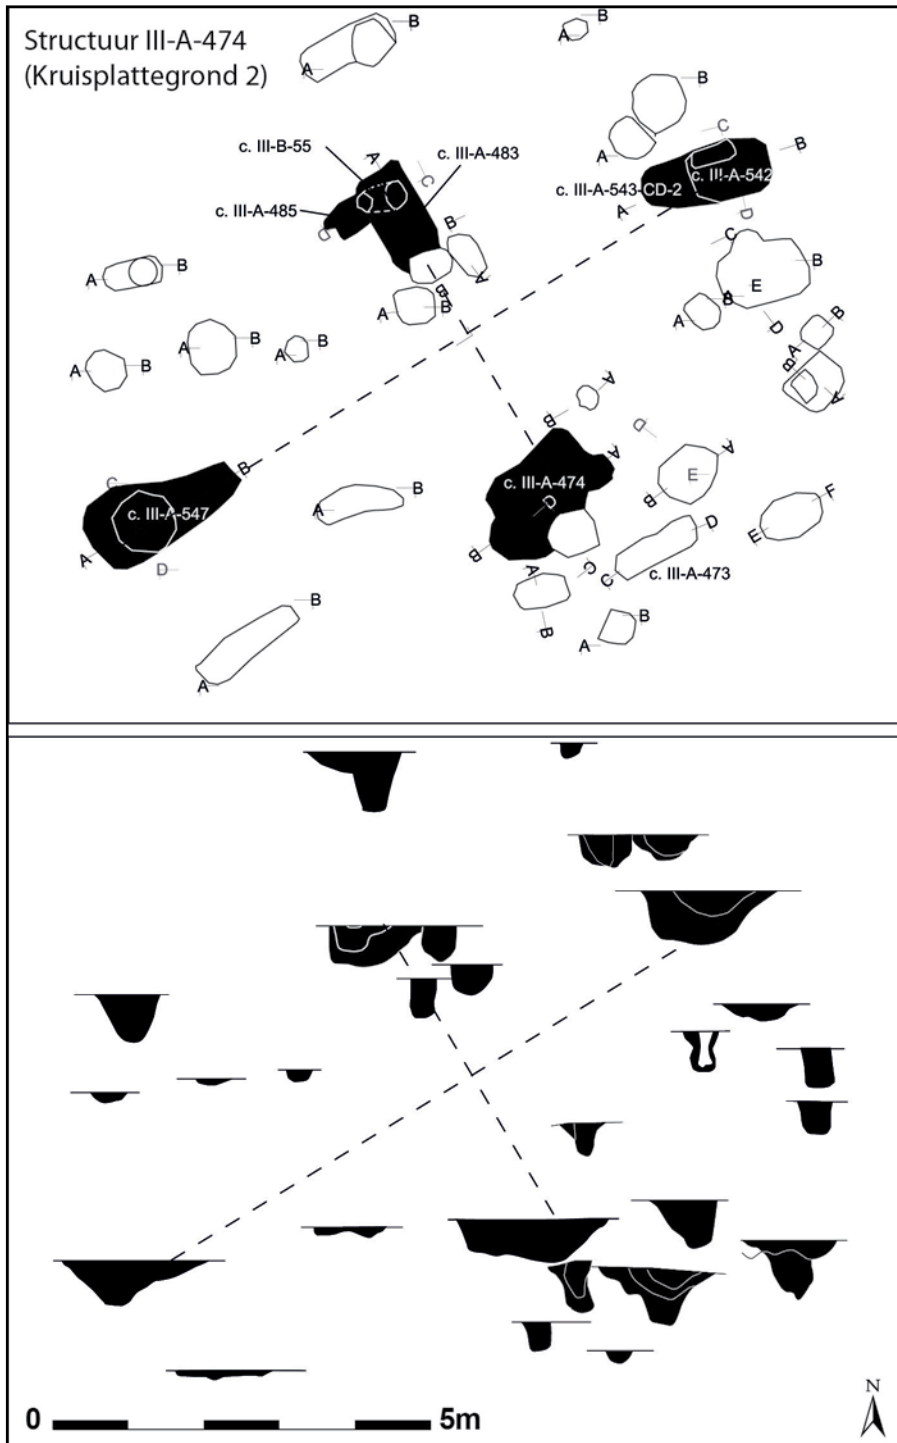 Structuur III-A-474
(Kruisplattegrond 2)
B
A
B
A
B
A
C
B
c. III-A-542
c. III-A-543-CD-2
A
D
c. III-B-55
A
c. III-A-483
C
c. III-A-485
D
B
A
B
A
B
C
B
E
A
B
A
D
B
A
B
A
A
B
A
B
A
B
A
B
A
B
D
A
c. III-A-474
D
B
C
A
B
E
A
B
C
D
c. III-A-473
E
F
C
B
c. III-A-547
A
D
A
B
A
B
B
A
A
B
0
5m
N